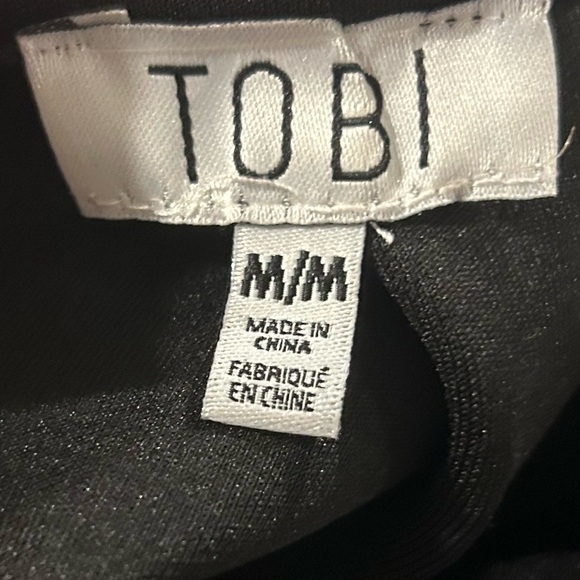 TOBI
M/M
MADE IN
CHINA
FABRIQUÉ
EN CHINE